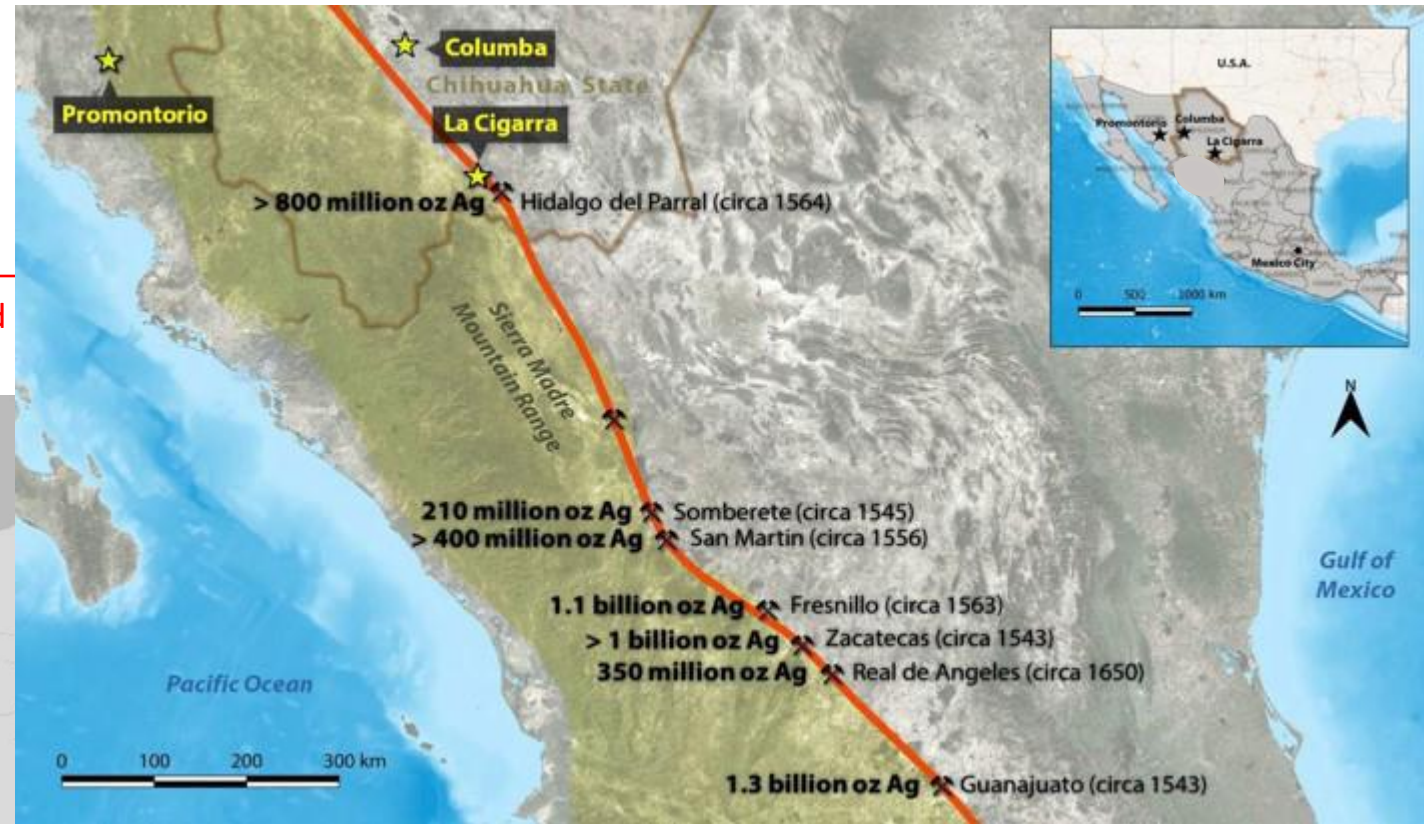 Columba
Chihuahua State
Promontorio
La Cigarra
> 800 million oz Ag Hidalgo del Parral (circa 1564)
d
Sierra Madre
Mountain Range
210 million oz Ag Somberete (circa 1545)
> 400 million oz Ag San Martin (circa 1556)
1.1 billion oz Ag Fresnillo (circa 1563)
> 1 billion oz Ag Zacatecas (circa 1543)
350 million oz Ag Real de Angeles (circa 1650)
1.3 billion oz Ag Guanajuato (circa 1543)
Pacific Ocean
0 100 200 300 km
Gulf of
Mexico
N
U.S.A.
Promontorio Columba
La Cigarra
Mexico City
0 500 1000 km